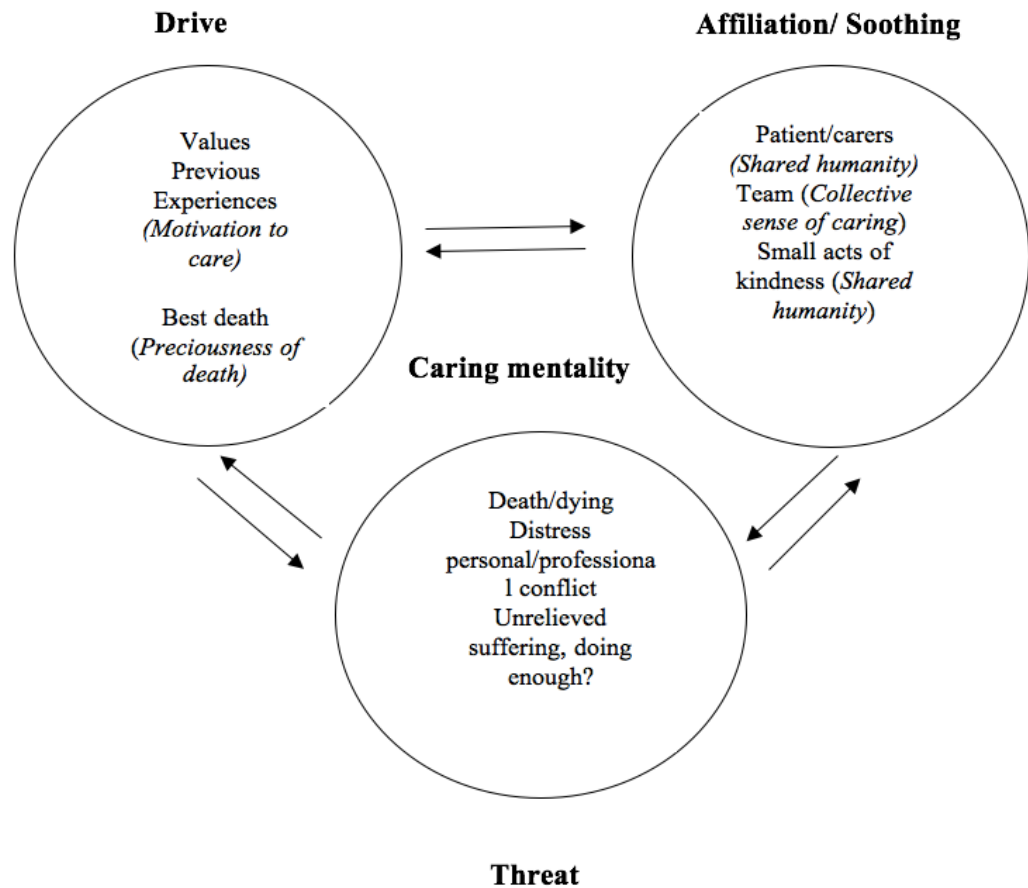 Drive
Affiliation/ Soothing
Values
Previous
Experiences
(Motivation to
care)
Best death
(Preciousness of
death)
Patient/carers
(Shared humanity)
Team (Collective
sense of caring)
Small acts of
kindness (Shared
humanity)
Caring mentality
Death/dying
Distress
personal/professiona
l conflict
Unrelieved
suffering, doing
enough?
Threat